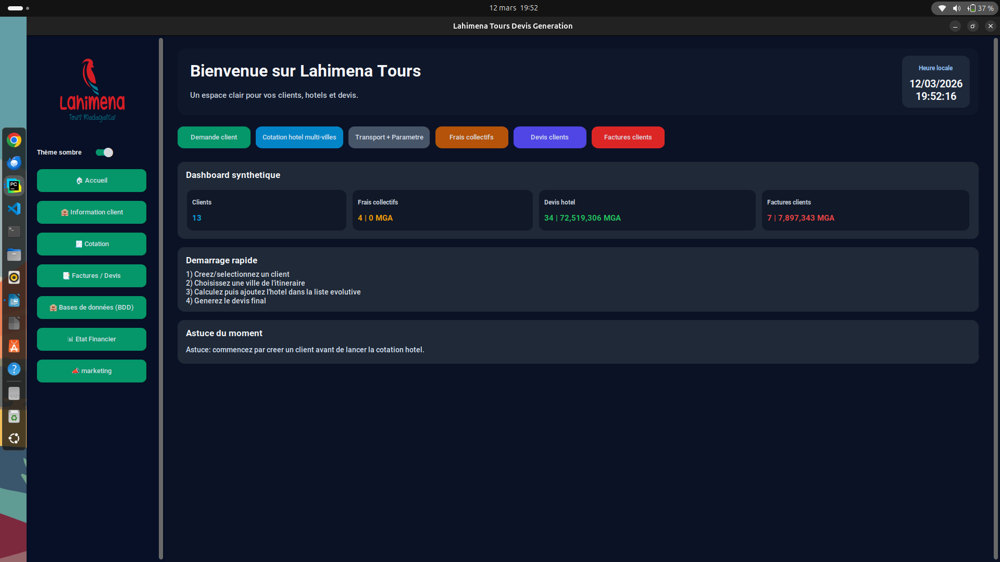 12 mars 19:52
37 %
Lahimena Tours Devis Generation
Lahimena
Tours Madagascar
Thème sombre
Accueil
Information client
Cotation
Factures / Devis
Bases de données (BDD)
Etat Financier
marketing
Bienvenue sur Lahimena Tours
Un espace clair pour vos clients, hotels et devis.
Heure locale
12/03/2026
19:52:16
Demande client
Cotation hotel multi-villes
Transport + Parametre
Frais collectifs
Devis clients
Factures clients
Dashboard synthetique
Clients
13
Frais collectifs
4 | 0 MGA
Devis hotel
34 | 72,519,306 MGA
Factures clients
7 | 7,897,343 MGA
Demarrage rapide
1) Creez/selectionnez un client
2) Choisissez une ville de l'itineraire
3) Calculez puis ajoutez l'hotel dans la liste evolutive
4) Generez le devis final
Astuce du moment
Astuce: commencez par creer un client avant de lancer la cotation hotel.
PC
SSD